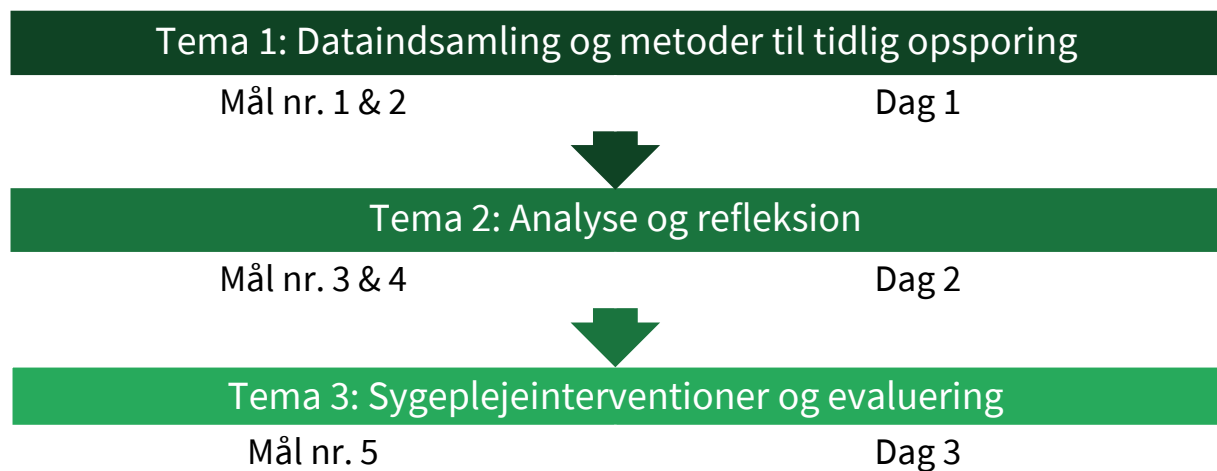 Tema 1: Dataindsamling og metoder til tidlig opsporing
Mål nr. 1 & 2 Dag 1
Tema 2: Analyse og refleksion
Mål nr. 3 & 4 Dag 2
Tema 3: Sygeplejeinterventioner og evaluering
Mål nr. 5 Dag 3